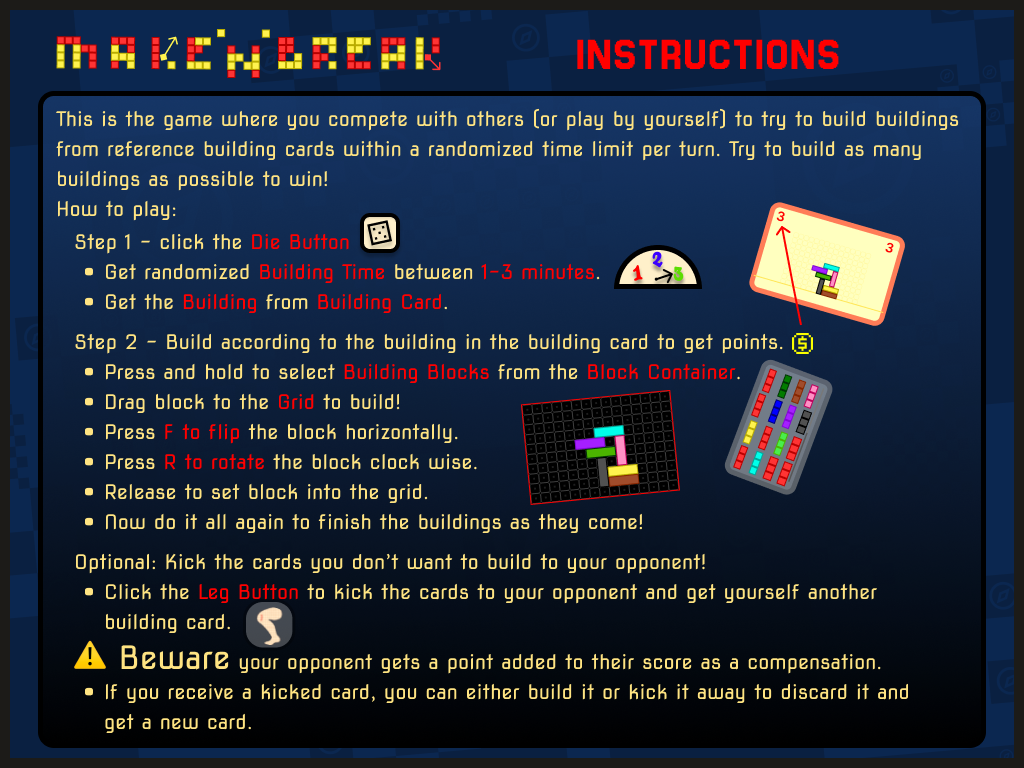 MAKE'N'BREAK
INSTRUCTIONS
This is the game where you compete with others (or play by yourself) to try to build buildings
from reference building cards within a randomized time limit per turn. Try to build as many
buildings as possible to win!
How to play:
Step 1 - click the Die Button
• Get randomized Building Time between 1-3 minutes.
• Get the Building from Building Card.
1 2 3
3
3
Step 2 - Build according to the building in the building card to get points.
$
• Press and hold to select Building Blocks from the Block Container.
• Drag block to the Grid to build!
• Press F to flip the block horizontally.
• Press R to rotate the block clock wise.
• Release to set block into the grid.
• Now do it all again to finish the buildings as they come!
Optional: Kick the cards you don't want to build to your opponent!
• Click the Leg Button to kick the cards to your opponent and get yourself another
building card.
Beware your opponent gets a point added to their score as a compensation.
• If you receive a kicked card, you can either build it or kick it away to discard it and
get a new card.